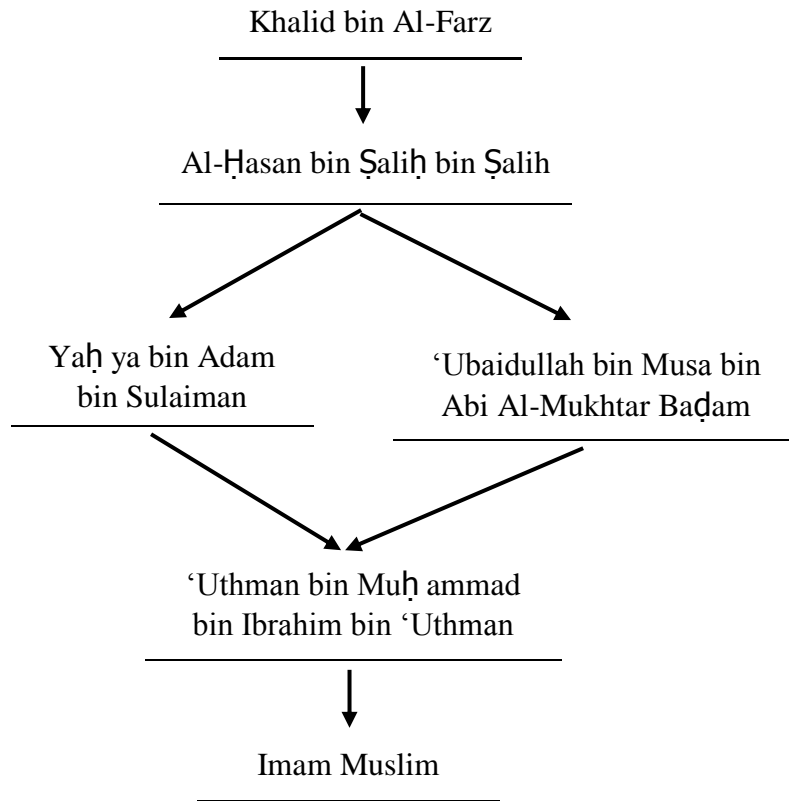 Khalid bin Al-Farz
Al-Ḥasan bin Ṣaliḥ bin Ṣalih
Yaḥ ya bin Adam
bin Sulaiman
‘Ubaidullah bin Musa bin
Abi Al-Mukhtar Baḍam
‘Uthman bin Muḥ ammad
bin Ibrahim bin ‘Uthman
Imam Muslim